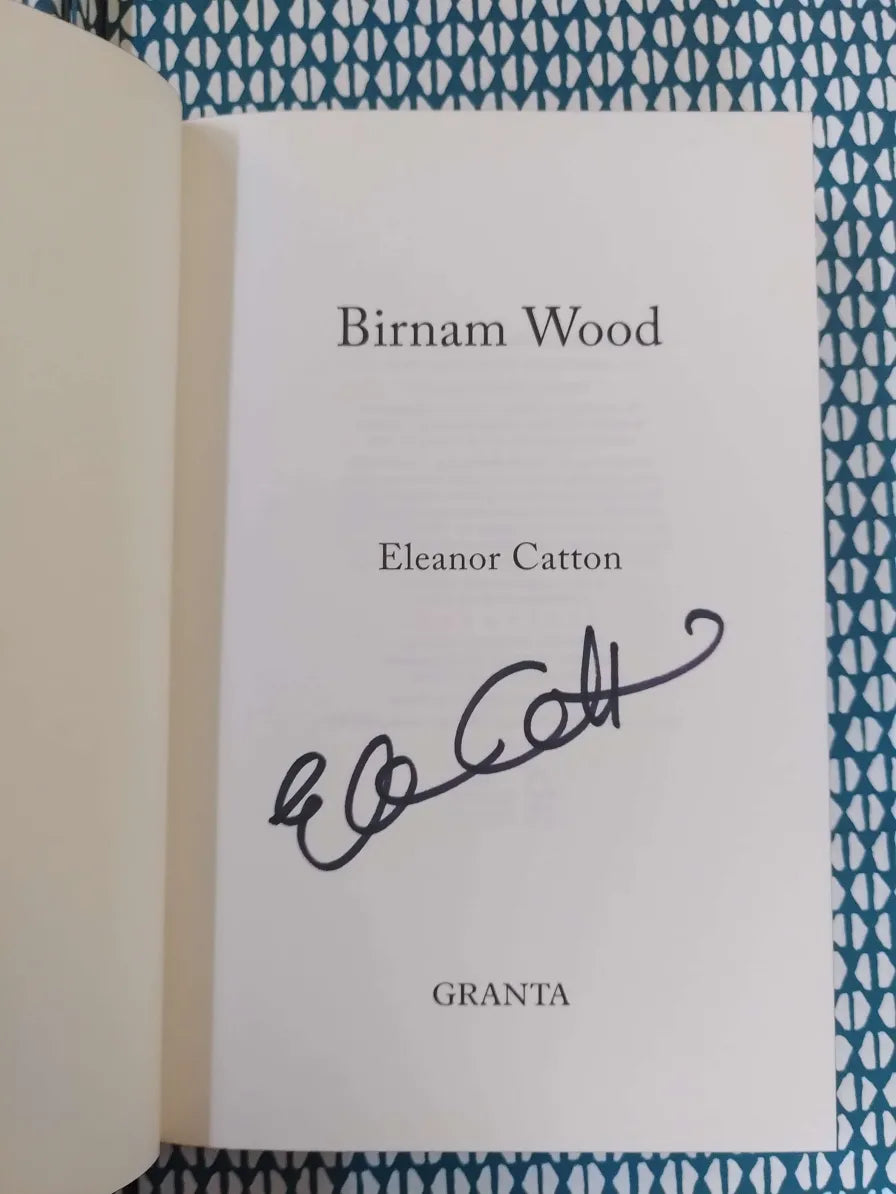 Birnam Wood
Eleanor Catton
GRANTA